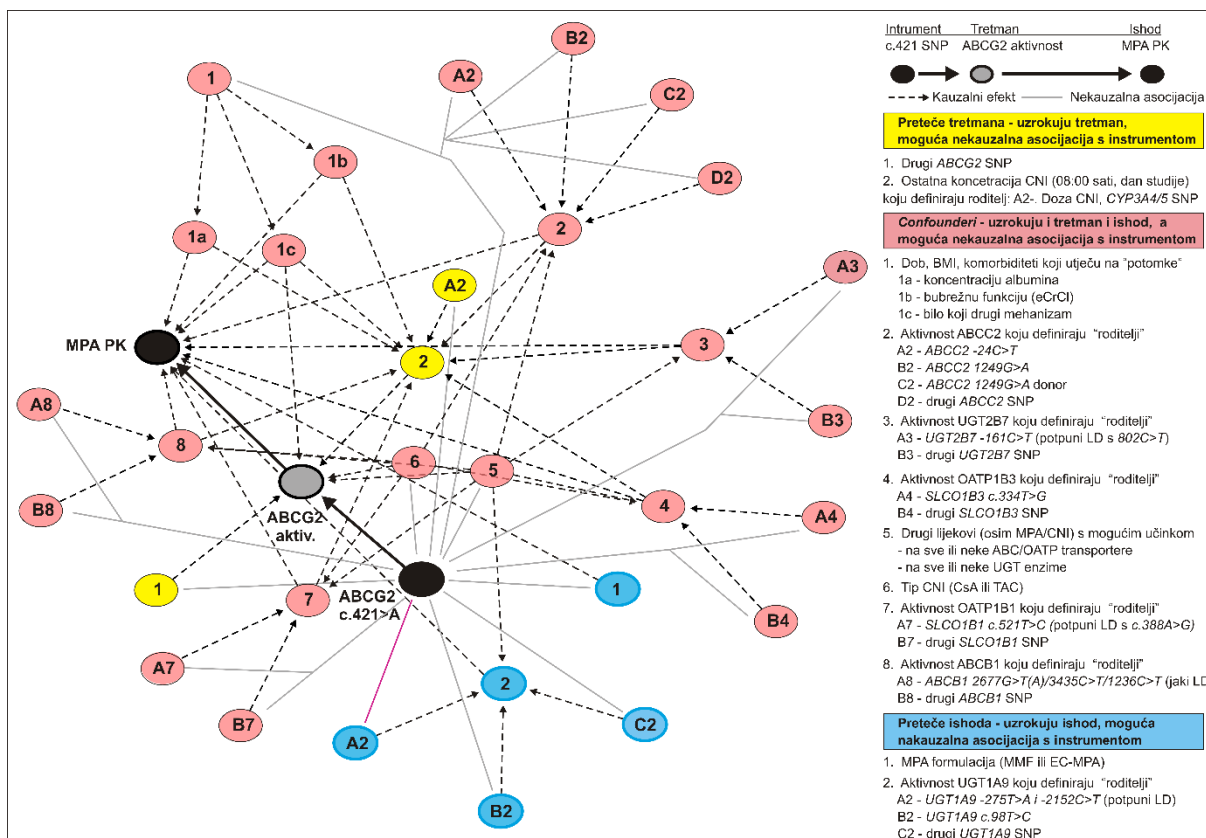 1
A2
B2
C2
D2
1b
1a
1c
2
A2
A3
3
2
MPA PK
B3
A8
8
6
5
B8
ABCG2
aktiv.
4
A4
1
ABCG2
c.421>A
7
1
B4
A7
B7
2
A2
C2
B2
Intrument Tretman Ishod
c.421 SNP ABCG2 aktivnost MPA PK
Kauzalni efekt Nekauzalna asocijacija
Preteče tretmana - uzrokuju tretman,
moguća nekauzalna asocijacija s instrumentom
1. Drugi ABCG2 SNP
2. Ostatna koncetracija CNI (08:00 sati, dan studije)
koju definiraju roditelj: A2-. Doza CNI, CYP3A4/5 SNP
Confounderi - uzrokuju i tretman i ishod, a
moguća nekauzalna asocijacija s instrumentom
1. Dob, BMI, komorbiditeti koji utječu na "potomke"
1a - koncentraciju albumina
1b - bubrežnu funkciju (eCrCl)
1c - bilo koji drugi mehanizam
2. Aktivnost ABCC2 koju definiraju "roditelji"
A2 - ABCC2 -24C>T
B2 - ABCC2 1249G>A
C2 - ABCC2 1249G>A donor
D2 - drugi ABCC2 SNP
3. Aktivnost UGT2B7 koju definiraju "roditelji"
A3 - UGT2B7 -161C>T (potpuni LD s 802C>T)
B3 - drugi UGT2B7 SNP
4. Aktivnost OATP1B3 koju definiraju "roditelji"
A4 - SLCO1B3 c.334T>G
B4 - drugi SLCO1B3 SNP
5. Drugi lijekovi (osim MPA/CNI) s mogućim učinkom
- na sve ili neke ABC/OATP transportere
- na sve ili neke UGT enzime
6. Tip CNI (CsA ili TAC)
7. Aktivnost OATP1B1 koju definiraju "roditelji"
A7 - SLCO1B1 c.521T>C (potpuni LD s c.388A>G)
B7 - drugi SLCO1B1 SNP
8. Aktivnost ABCB1 koju definiraju "roditelji"
A8 - ABCB1 2677G>T(A)/3435C>T/1236C>T (jaki LD
B8 - drugi ABCB1 SNP
Preteče ishoda - uzrokuju ishod, moguća
nakauzalna asocijacija s instrumentom
1. MPA formulacija (MMF ili EC-MPA)
2. Aktivnost UGT1A9 koju definiraju "roditelji"
A2 - UGT1A9 -275T>A i -2152C>T (potpuni LD)
B2 - UGT1A9 c.98T>C
C2 - drugi UGT1A9 SNP